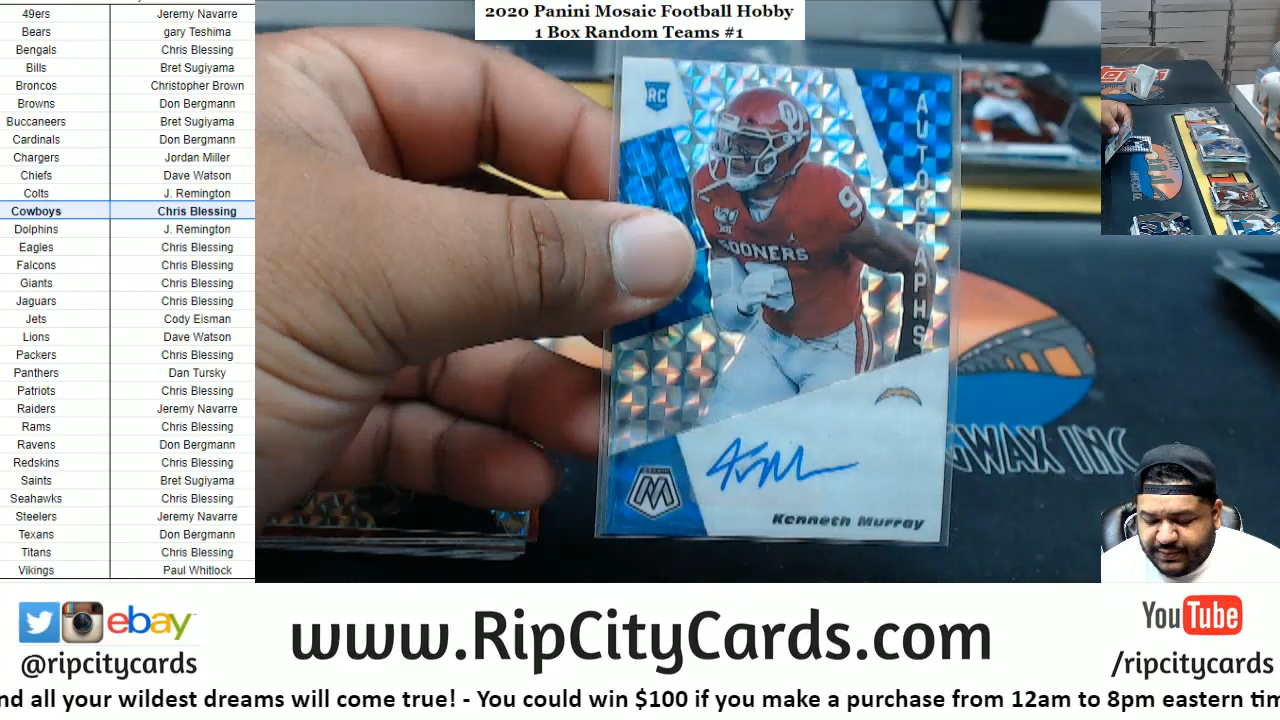 2020 Panini Mosaic Football Hobby
1 Box Random Teams #1
49ers Jeremy Navarre
Bears gary Teshima
Bengals Chris Blessing
Bills Bret Sugiyama
Broncos Christopher Brown
Browns Don Bergmann
Buccaneers Bret Sugiyama
Cardinals Don Bergmann
Chargers Jordan Miller
Chiefs Dave Watson
Colts J. Remington
Cowboys Chris Blessing
Dolphins J. Remington
Eagles Chris Blessing
Falcons Chris Blessing
Giants Chris Blessing
Jaguars Chris Blessing
Jets Cody Eisman
Lions Dave Watson
Packers Chris Blessing
Panthers Dan Tursky
Patriots Chris Blessing
Raiders Jeremy Navarre
Rams Chris Blessing
Ravens Don Bergmann
Redskins Chris Blessing
Saints Bret Sugiyama
Seahawks Chris Blessing
Steelers Jeremy Navarre
Texans Don Bergmann
Titans Chris Blessing
Vikings Paul Whitlock
RC
AUTOGRAPHS
SOONERS
9
Kenneth Murray
GWAX INC
ebay
@ripcitycards
www.RipCityCards.com
YouTube
/ripcitycards
nd all your wildest dreams will come true! - You could win $100 if you make a purchase from 12am to 8pm eastern tim